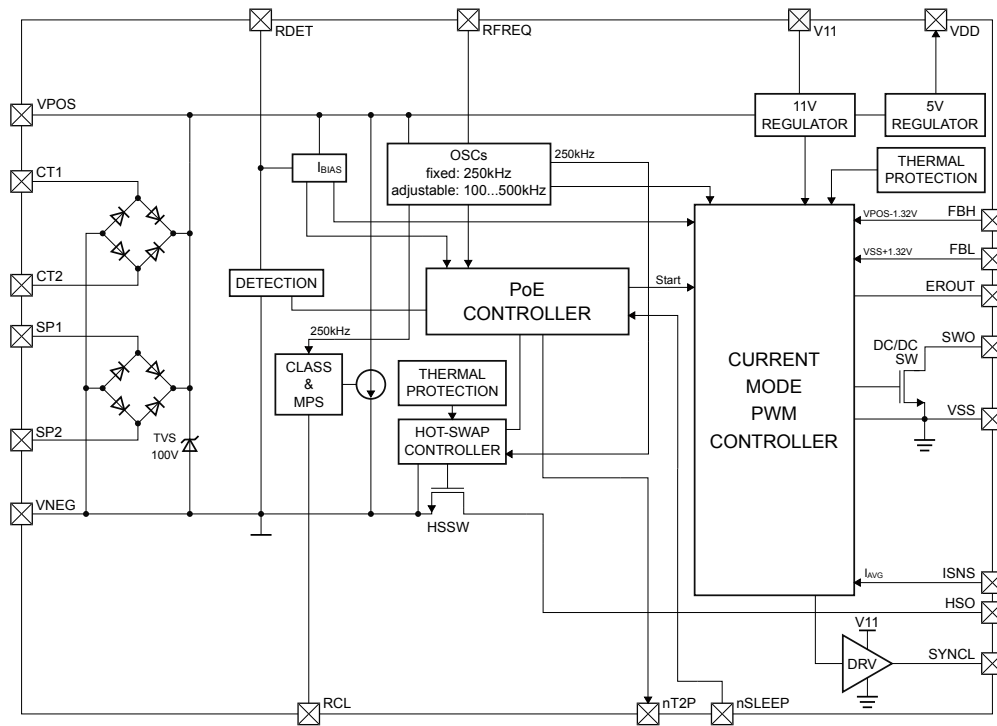 RDET
RFREQ
V11
VDD
VPOS
11V
REGULATOR
5V
REGULATOR
IBIAS
OSCs
fixed: 250kHz
adjustable: 100...500kHz
250kHz
THERMAL
PROTECTION
CT1
VPOS-1.32V
FBH
VSS+1.32V
FBL
CT2
DETECTION
PoE
CONTROLLER
Start
EROUT
SP1
250kHz
CLASS
&
MPS
THERMAL
PROTECTION
CURRENT
MODE
PWM
CONTROLLER
DC/DC
SW
SWO
VSS
SP2
TVS
100V
HOT-SWAP
CONTROLLER
VNEG
HSSW
IAVG
ISNS
HSO
V11
DRV
SYNCL
RCL
nT2P
nSLEEP